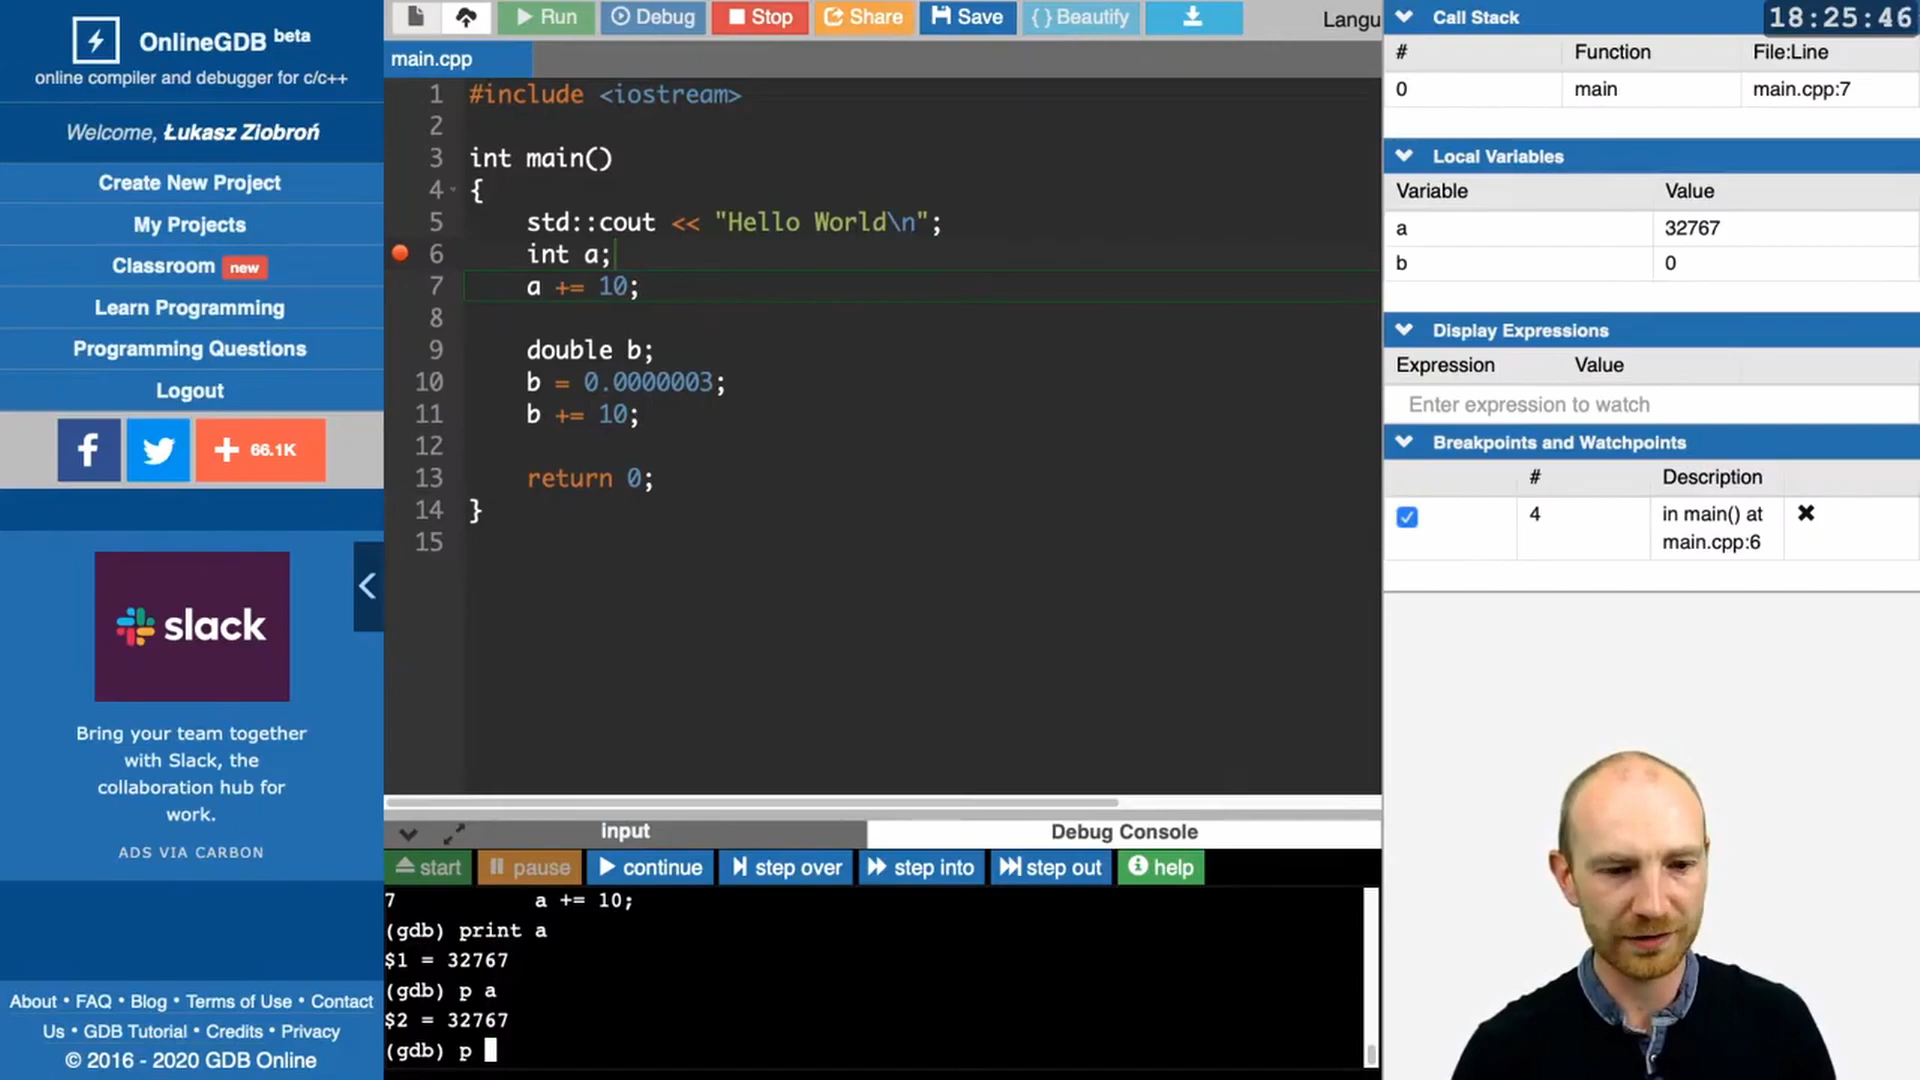 OnlineGDB beta
online compiler and debugger for c/c++
Welcome, Łukasz Ziobroń
Create New Project
My Projects
Classroom new
Learn Programming
Programming Questions
Logout
66.1K
slack
Bring your team together
with Slack, the
collaboration hub for
work.
ADS VIA CARBON
About • FAQ • Blog • Terms of Use • Contact
Us • GDB Tutorial • Credits • Privacy
© 2016 - 2020 GDB Online
Run Debug Stop Share Save { } Beautify Langu
main.cpp
1 #include <iostream>
2
3 int main()
4 {
5 std::cout << "Hello World\n";
6 int a;
7 a += 10;
8
9 double b;
10 b = 0.0000003;
11 b += 10;
12
13 return 0;
14 }
15
input Debug Console
start pause continue step over step into step out help
7 a += 10;
(gdb) print a
$1 = 32767
(gdb) p a
$2 = 32767
(gdb) p
Call Stack 18:25:46
# Function File:Line
0 main main.cpp:7
Local Variables
Variable Value
a 32767
b 0
Display Expressions
Expression Value
Enter expression to watch
Breakpoints and Watchpoints
# Description
4 in main() at
main.cpp:6